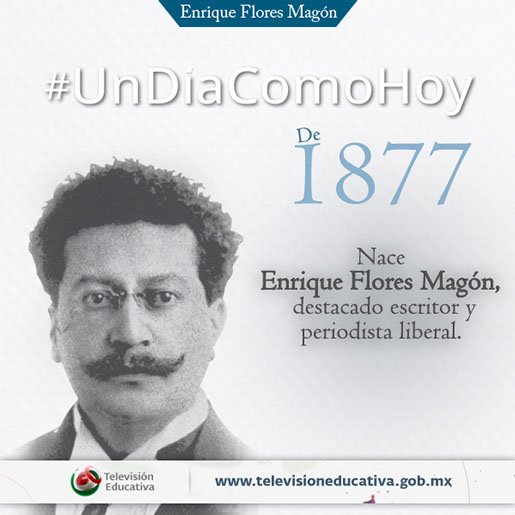 Enrique Flores Magón
#UnDiaComoHoy
De
1877
Nace
Enrique Flores Magón,
destacado escritor y
periodista liberal.
Televisión
Educativa
www.televisioneducativa.gob.mx